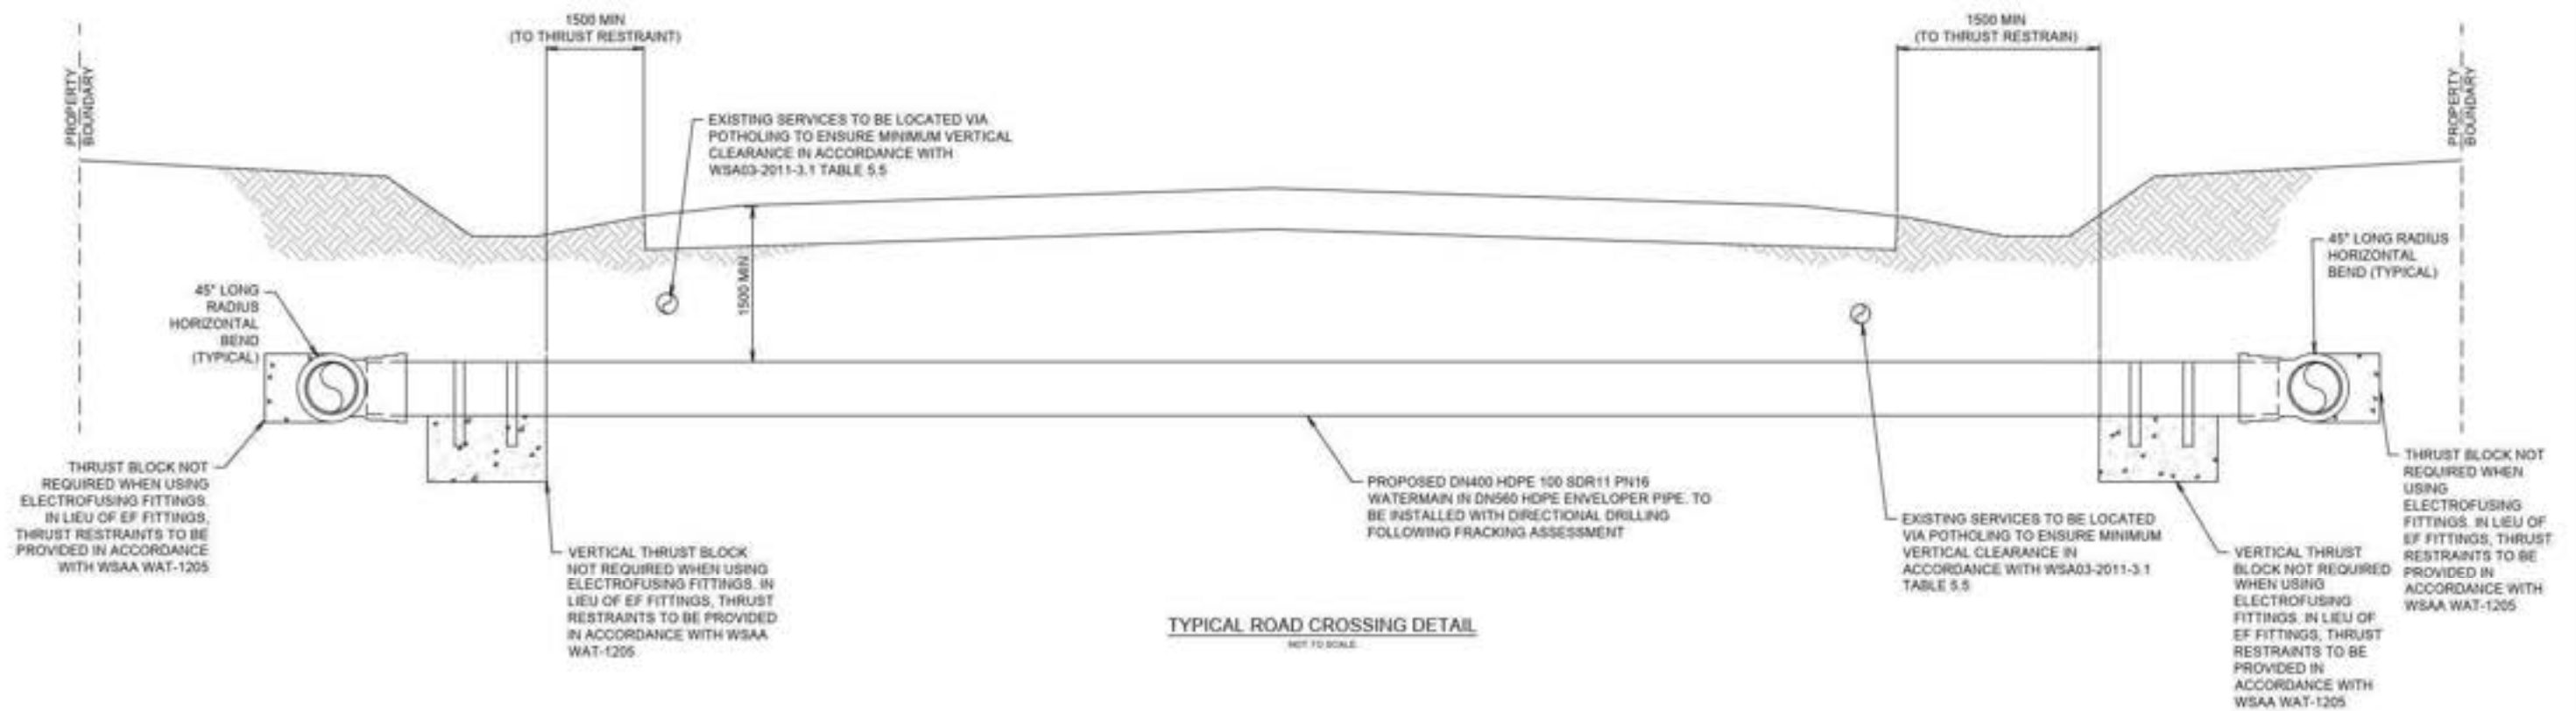 1500 MIN
(TO THRUST RESTRAINT)
1500 MIN
(TO THRUST RESTRAIN)
PROPERTY
BOUNDARY
PROPERTY
BOUNDARY
EXISTING SERVICES TO BE LOCATED VIA
POTHOLING TO ENSURE MINIMUM VERTICAL
CLEARANCE IN ACCORDANCE WITH
WSA03-2011-3.1 TABLE 5.5
1500 MIN
45° LONG
RADIUS
HORIZONTAL
BEND
(TYPICAL)
45° LONG RADIUS
HORIZONTAL
BEND (TYPICAL)
THRUST BLOCK NOT
REQUIRED WHEN USING
ELECTROFUSING FITTINGS.
IN LIEU OF EF FITTINGS,
THRUST RESTRAINTS TO BE
PROVIDED IN ACCORDANCE
WITH WSAA WAT-1205
VERTICAL THRUST BLOCK
NOT REQUIRED WHEN USING
ELECTROFUSING FITTINGS. IN
LIEU OF EF FITTINGS, THRUST
RESTRAINTS TO BE PROVIDED
IN ACCORDANCE WITH WSAA
WAT-1205
PROPOSED DN400 HDPE 100 SDR11 PN16
WATERMAIN IN DN560 HDPE ENVELOPER PIPE. TO
BE INSTALLED WITH DIRECTIONAL DRILLING
FOLLOWING FRACKING ASSESSMENT
EXISTING SERVICES TO BE LOCATED
VIA POTHOLING TO ENSURE MINIMUM
VERTICAL CLEARANCE IN
ACCORDANCE WITH WSA03-2011-3.1
TABLE 5.5
VERTICAL THRUST
BLOCK NOT REQUIRED
WHEN USING
ELECTROFUSING
FITTINGS. IN LIEU OF
EF FITTINGS, THRUST
RESTRAINTS TO BE
PROVIDED IN
ACCORDANCE WITH
WSAA WAT-1205
THRUST BLOCK NOT
REQUIRED WHEN
USING
ELECTROFUSING
FITTINGS. IN LIEU OF
EF FITTINGS, THRUST
RESTRAINTS TO BE
PROVIDED IN
ACCORDANCE WITH
WSAA WAT-1205
TYPICAL ROAD CROSSING DETAIL
NOT TO SCALE